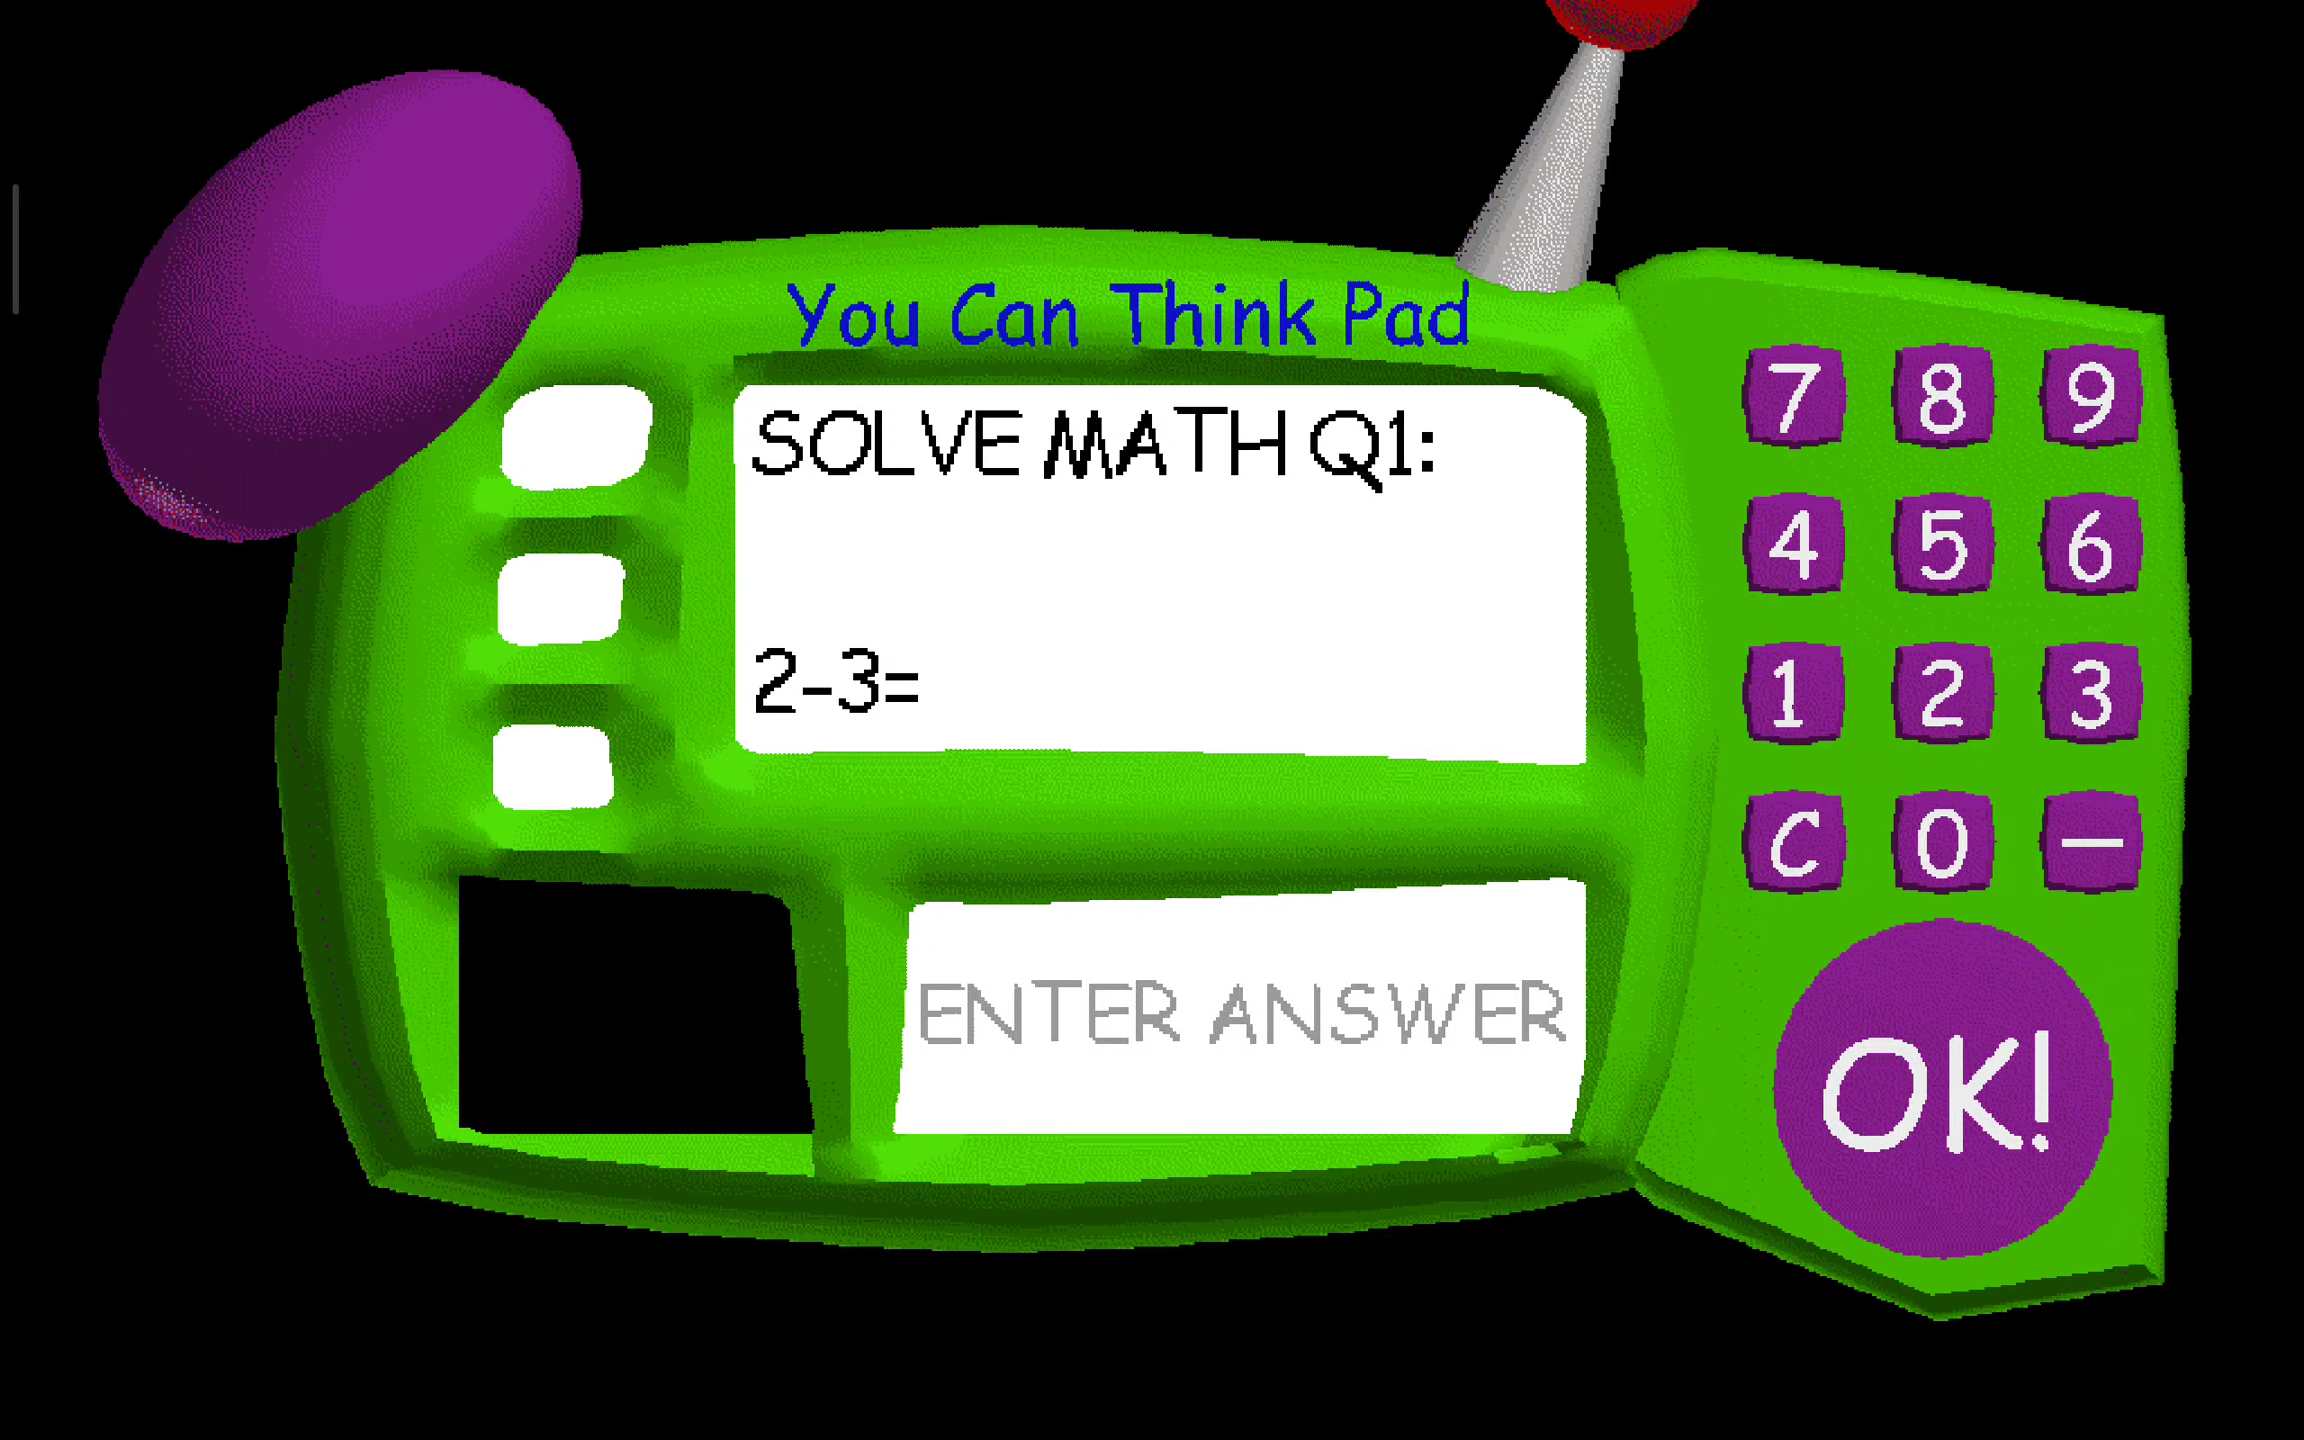 You Can Think Pad
SOLVE MATH Q1:
2-3=
ENTER ANSWER
7 8 9
4 5 6
1 2 3
C 0 —
OK!